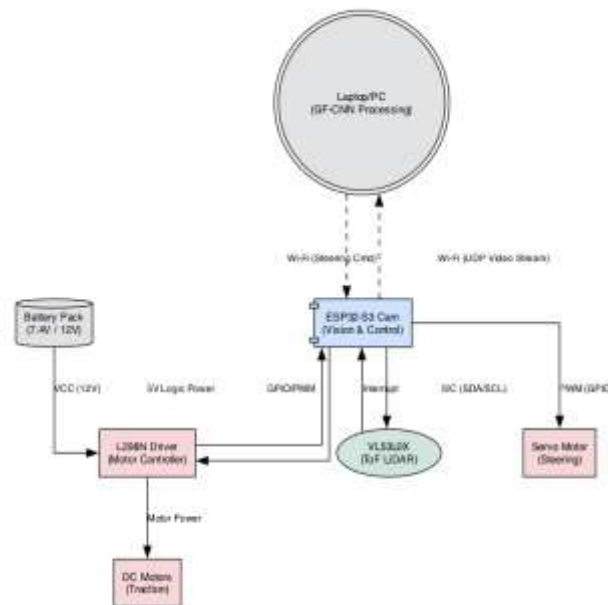 Laptop/PC
(GF-CNN Processing)
Wi-Fi (Steering Cmd)
Wi-Fi (UDP Video Stream)
Battery Pack
(7.4V / 12V)
ESP32-S3 Cam
(Vision & Control)
VCC (12V)
5V Logic Power
GPIO/PWM
Interrupt
I2C (SDA/SCL)
PWM (GPIO
L298N Driver
(Motor Controller)
VL53L0X
(ToF LiDAR)
Servo Motor
(Steering)
Motor Power
DC Motors
(Traction)